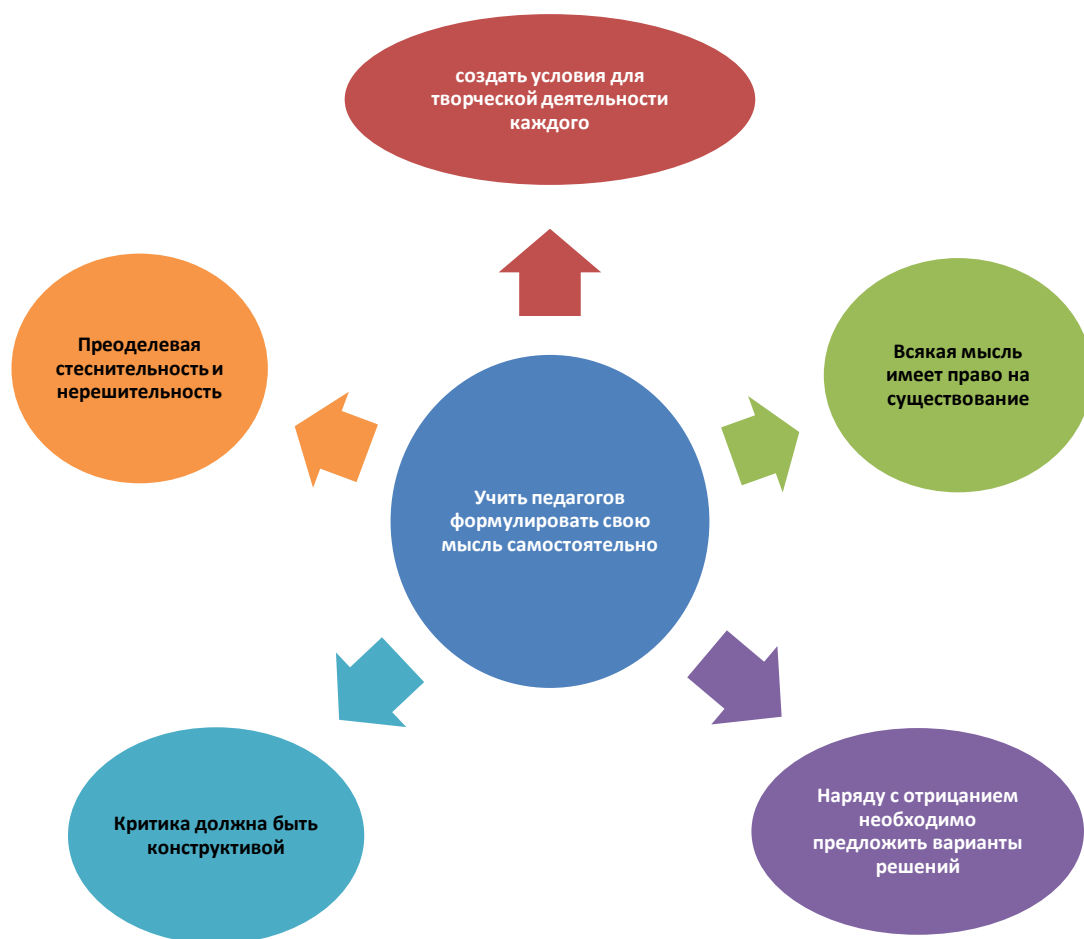 создать условия для
творческой деятельности
каждого
Преоделевая
стеснительность и
нерешительность
Всякая мысль
имеет право на
существование
Учить педагогов
формулировать свою
мысль самостоятельно
Критика должна быть
конструктивой
Наряду с отрицанием
необходимо
предложить варианты
решений